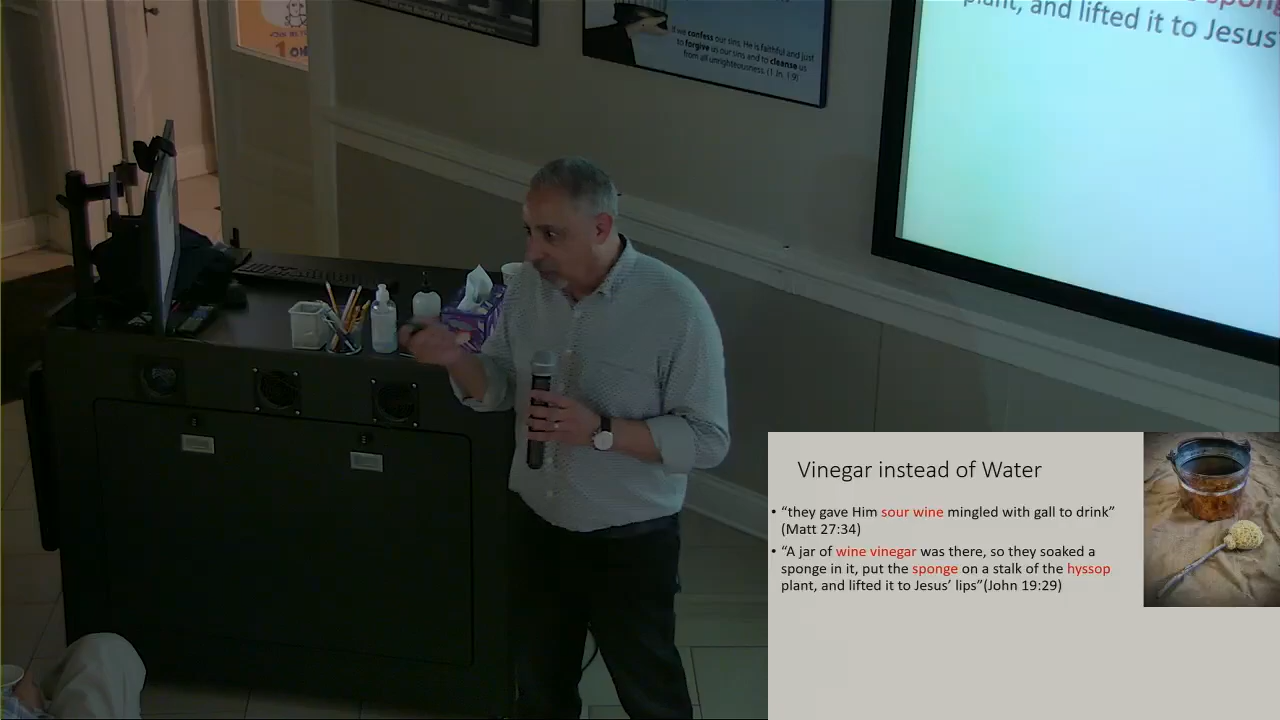 1 ON
If we confess our sins, He is faithful and just
to forgive us our sins and to cleanse us
from all unrighteousness. (1 Jn. 1:9)
plant, and lifted it to Jesus'
Vinegar instead of Water
• “they gave Him sour wine mingled with gall to drink”
(Matt 27:34)
• “A jar of wine vinegar was there, so they soaked a
sponge in it, put the sponge on a stalk of the hyssop
plant, and lifted it to Jesus’ lips”(John 19:29)